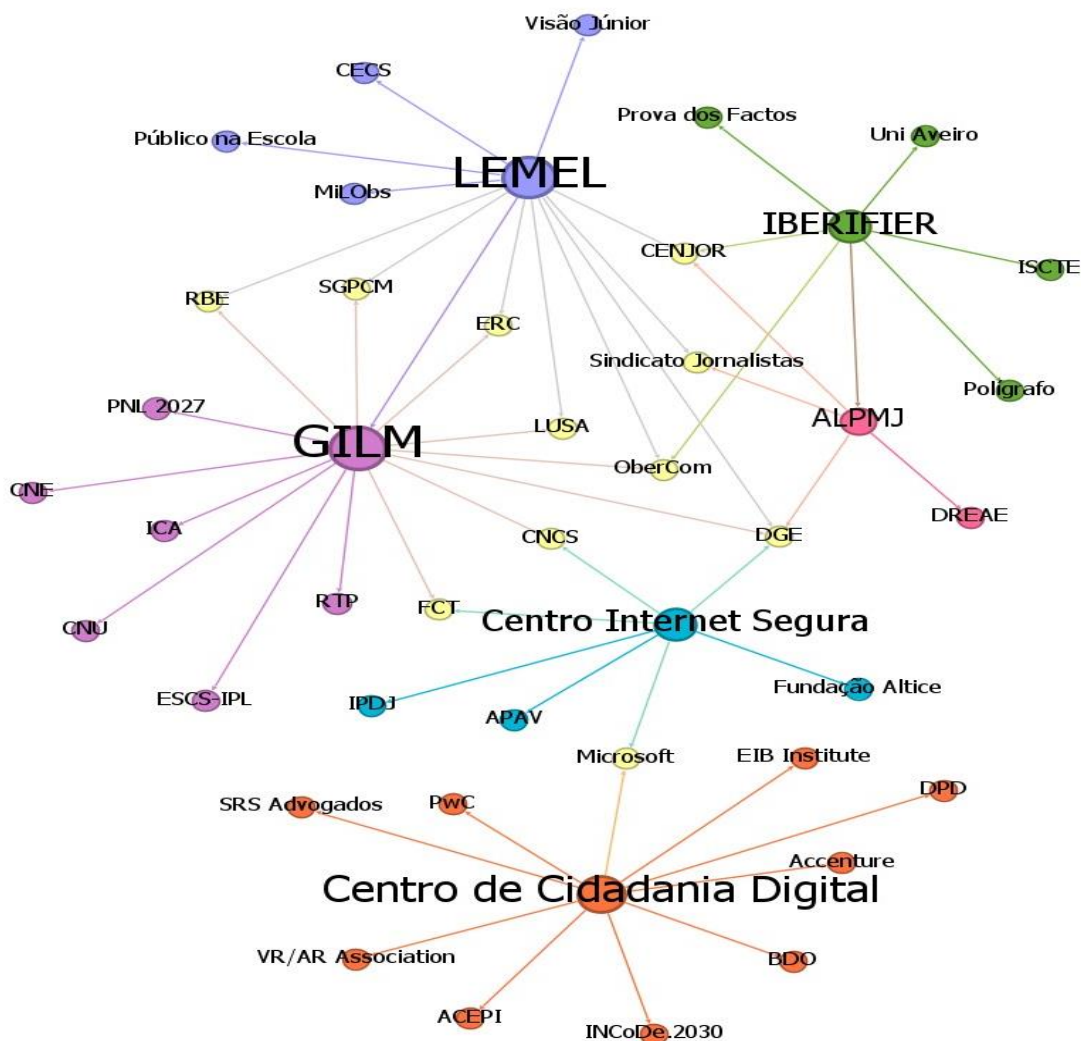 Visão Júnior
CECS
Prova dos Factos
Uni Aveiro
Público na Escola
LEMEL
MiLObs
IBERIFIER
CENJOR
ISCTE
SGPCM
RBE
ERC
Sindicato Jornalistas
Polígrafo
PNL 2027
ALPMJ
LUSA
GILM
OberCom
CNE
ICA
CNCS
DGE
DREAE
RTP
FCT
Centro Internet Segura
CNU
ESCS-IPL
IPDJ
APAV
Fundação Altice
Microsoft
EIB Institute
SRS Advogados
PwC
DPD
Accenture
Centro de Cidadania Digital
VR/AR Association
BDO
ACEPI
INCoDe.2030